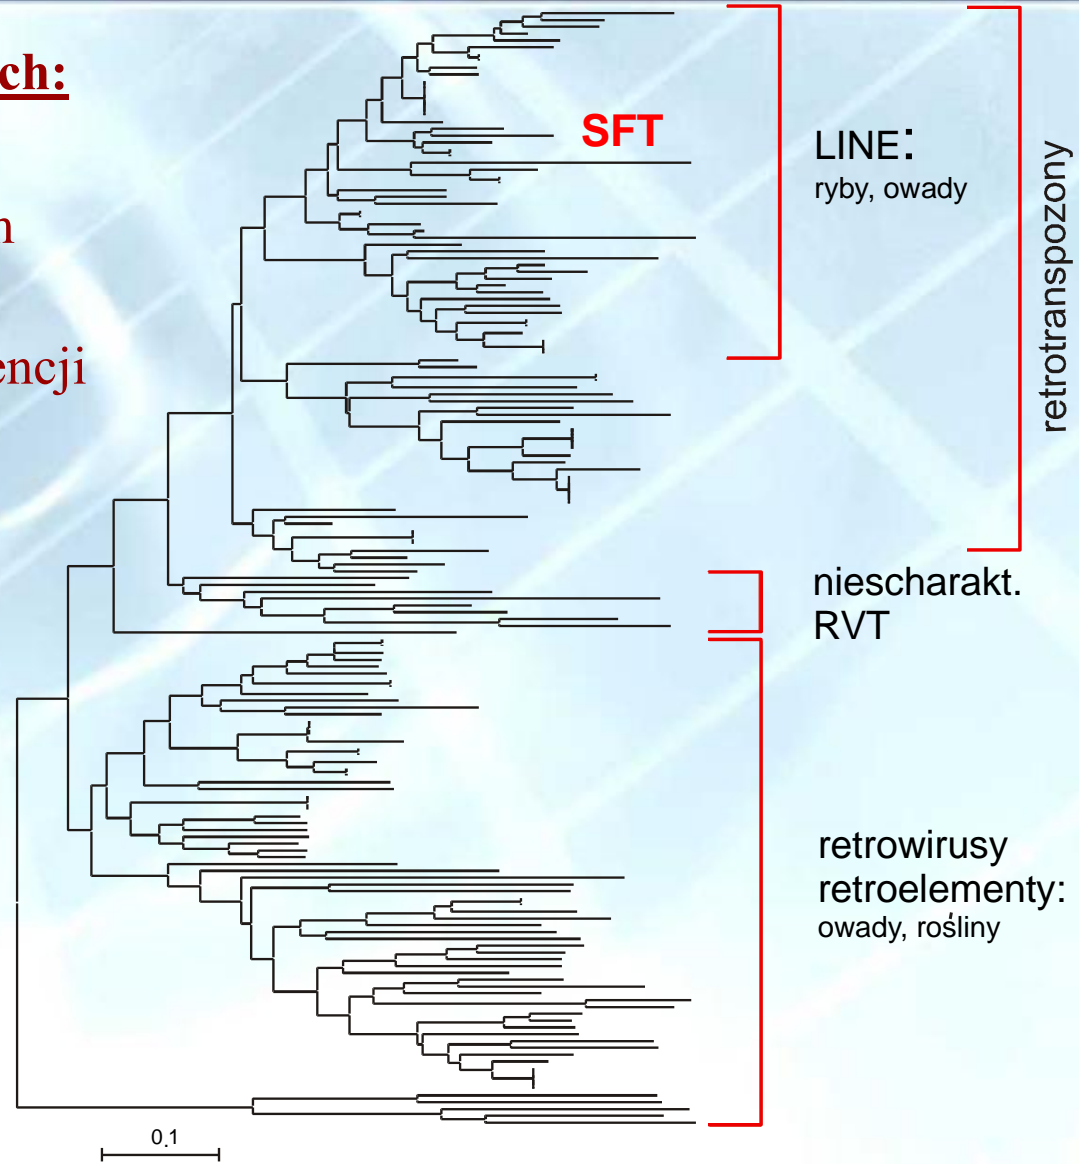 ch:
n
encji
SFT
LINE:
ryby, owady
retrotranspozony
niescharakt.
RVT
retrowirusy
retroelementy:
owady, rośliny
0.1